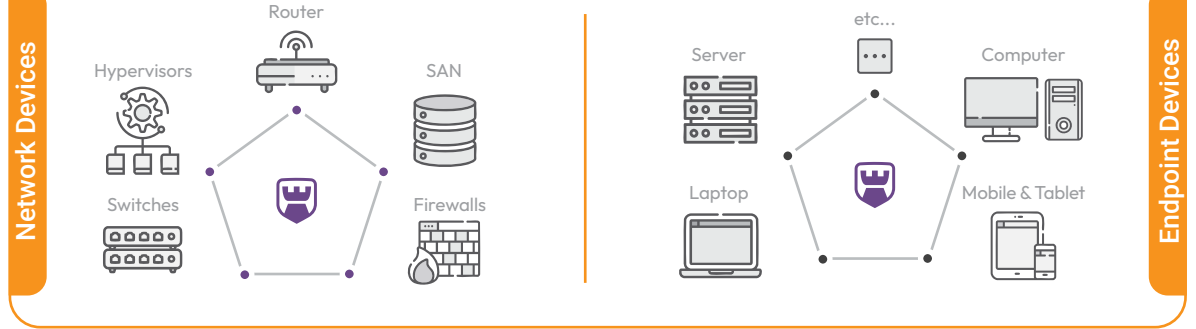 Network Devices
Router
Hypervisors
SAN
Switches
Firewalls
etc...
Server
Computer
Laptop
Mobile & Tablet
Endpoint Devices